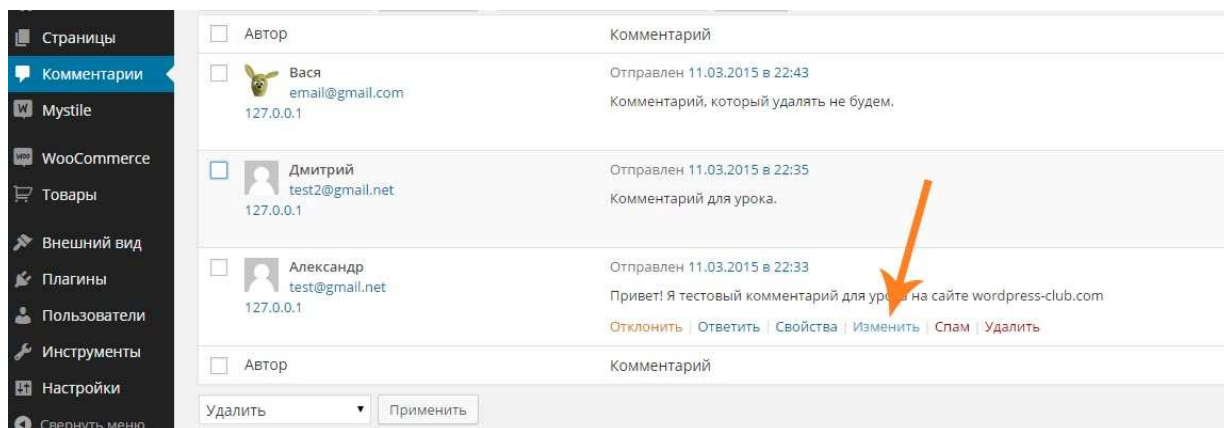 Страницы
Комментарии
Mystile
WooCommerce
Товары
Внешний вид
Плагины
Пользователи
Инструменты
Настройки
Свернуть меню
Автор Комментарий
Вася
email@gmail.com
127.0.0.1
Отправлен 11.03.2015 в 22:43
Комментарий, который удалять не будем.
Дмитрий
test2@gmail.net
127.0.0.1
Отправлен 11.03.2015 в 22:35
Комментарий для урока.
Александр
test@gmail.net
127.0.0.1
Отправлен 11.03.2015 в 22:33
Привет! Я тестовый комментарий для урока на сайте wordpress-club.com
Отклонить | Ответить | Свойства | Изменить | Спам | Удалить
Автор Комментарий
Удалить Применить